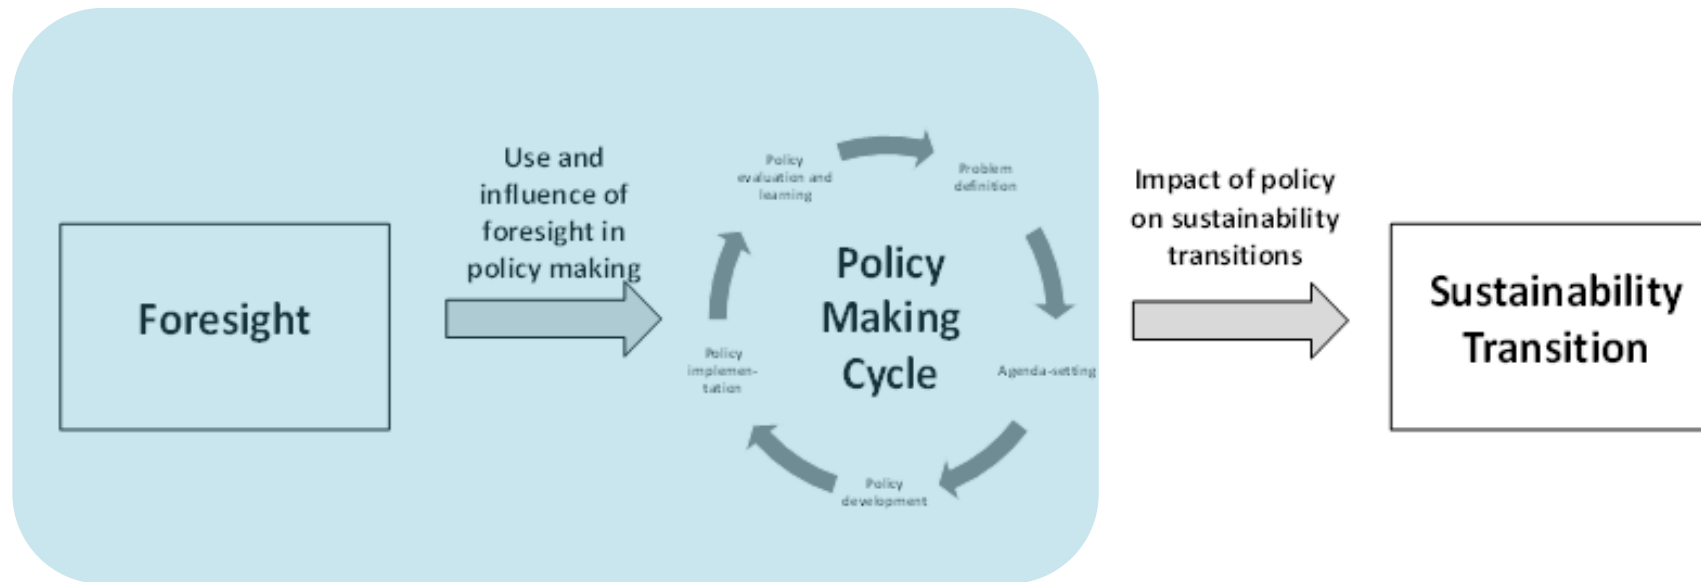 Foresight
Use and
influence of
foresight in
policy making
Policy
evaluation and
learning
Problem
definition
Agenda-setting
Policy
development
Policy
implemen-
tation
Policy
Making
Cycle
Impact of policy
on sustainability
transitions
Sustainability
Transition